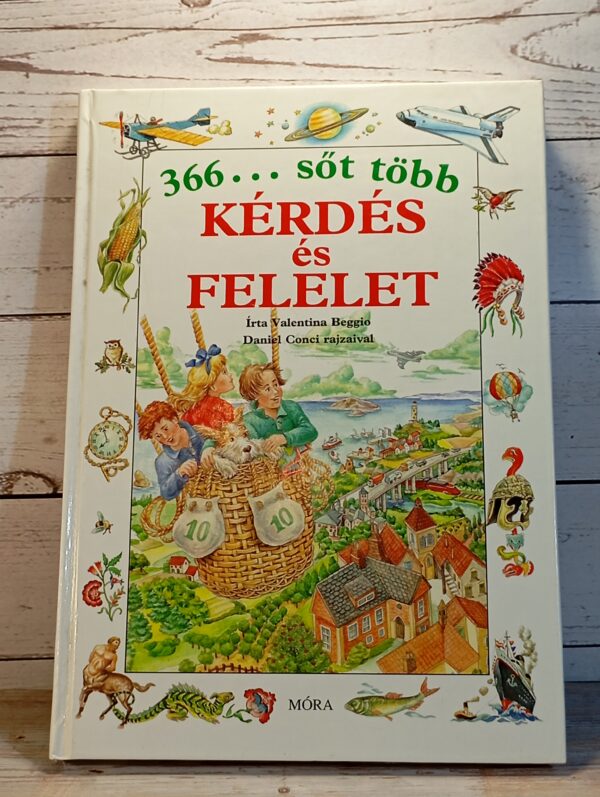 366... sőt több
KÉRDÉS
és
FELELET
Írta Valentina Beggio
Daniel Conci rajzaival
10
10
MÓRA